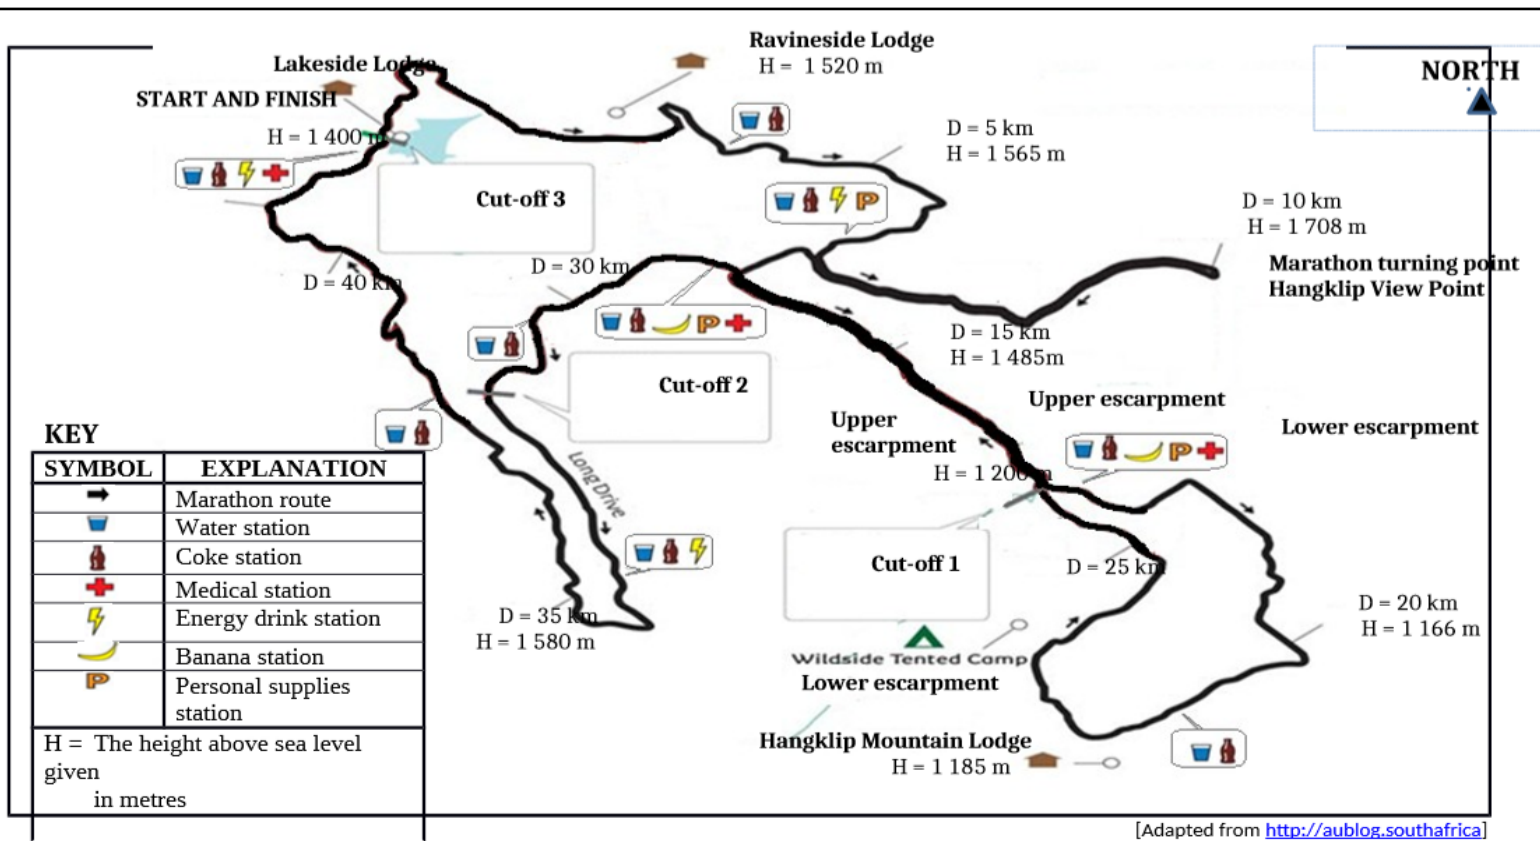 Ravineside Lodge
H =  1 520 m
Lakeside Lodge
START AND FINISH
H = 1 400 m
NORTH
D = 5 km
H = 1 565 m
D = 10 km
H = 1 708 m
Marathon turning point
Hangklip View Point
Cut-off 3
D = 30 km
D = 40 km
D = 15 km
H = 1 485m
Cut-off 2
Upper escarpment
Upper
escarpment
Lower escarpment
H = 1 200 m
Long Drive
Cut-off 1
D = 25 km
D = 20 km
H = 1 166 m
D = 35 km
H = 1 580 m
Wildside Tented Camp
Lower escarpment
Hangklip Mountain Lodge
H = 1 185 m
P
P
P
KEY
SYMBOL EXPLANATION
Marathon route
Water station
Coke station
Medical station
Energy drink station
Banana station
P Personal supplies
station
H =  The height above sea level
given
in metres
[Adapted from http://aublog.southafrica]